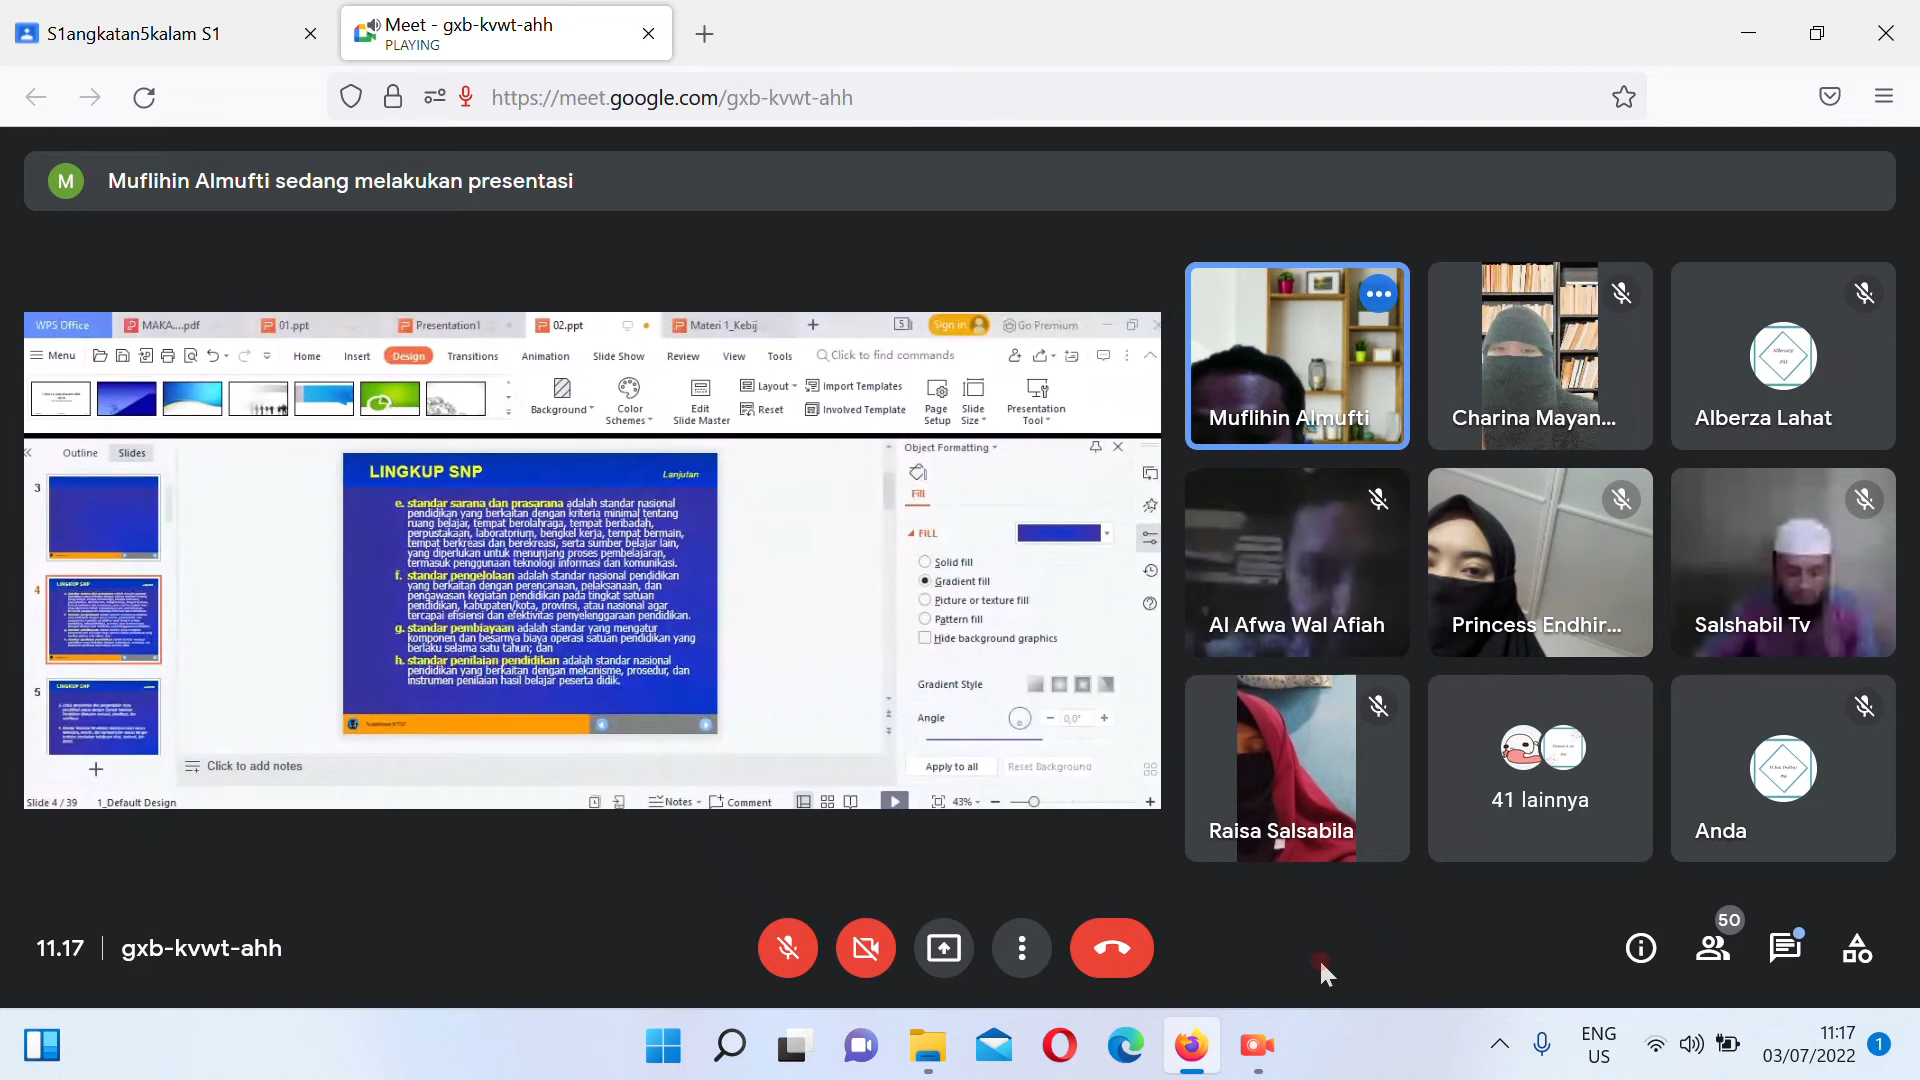 S1angkatan5kalam S1
Meet - gxb-kvwt-ahh
PLAYING
https://meet.google.com/gxb-kvwt-ahh
M
Muflihin Almufti sedang melakukan presentasi
WPS Office
MAKA....pdf
01.ppt
Presentation1
02.ppt
Materi 1_Kebij
5
Sign in
Go Premium
Menu
Home
Insert
Design
Transitions
Animation
Slide Show
Review
View
Tools
Click to find commands
Background
Color Schemes
Edit Slide Master
Layout
Reset
Import Templates
Involved Template
Page Setup
Slide Size
Presentation Tool
Outline
Slides
3
4
LINGKUP SNP
5
LINGKUP SNP
LINGKUP SNP
Lanjutan
e. standar sarana dan prasarana adalah standar nasional
pendidikan yang berkaitan dengan kriteria minimal tentang
ruang belajar, tempat berolahraga, tempat beribadah,
perpustakaan, laboratorium, bengkel kerja, tempat bermain,
tempat berkreasi dan berekreasi, serta sumber belajar lain,
yang diperlukan untuk menunjang proses pembelajaran,
termasuk penggunaan teknologi informasi dan komunikasi.
f. standar pengelolaan adalah standar nasional pendidikan
yang berkaitan dengan perencanaan, pelaksanaan, dan
pengawasan kegiatan pendidikan pada tingkat satuan
pendidikan, kabupaten/kota, provinsi, atau nasional agar
tercapai efisiensi dan efektivitas penyelenggaraan pendidikan.
g. standar pembiayaan adalah standar yang mengatur
komponen dan besarnya biaya operasi satuan pendidikan yang
berlaku selama satu tahun; dan
h. standar penilaian pendidikan adalah standar nasional
pendidikan yang berkaitan dengan mekanisme, prosedur, dan
instrumen penilaian hasil belajar peserta didik.
Click to add notes
Object Formatting
Fill
FILL
Solid fill
Gradient fill
Picture or texture fill
Pattern fill
Hide background graphics
Gradient Style
Angle
0,0°
Apply to all
Reset Background
Slide 4 / 39
1_Default Design
Notes
Comment
43%
Muflihin Almufti
Charina Mayan...
Alberza Lahat
Al Afwa Wal Afiah
Princess Endhir...
Salshabil Tv
Raisa Salsabila
41 lainnya
Anda
11.17
gxb-kvwt-ahh
50
ENG
US
11:17
03/07/2022
1